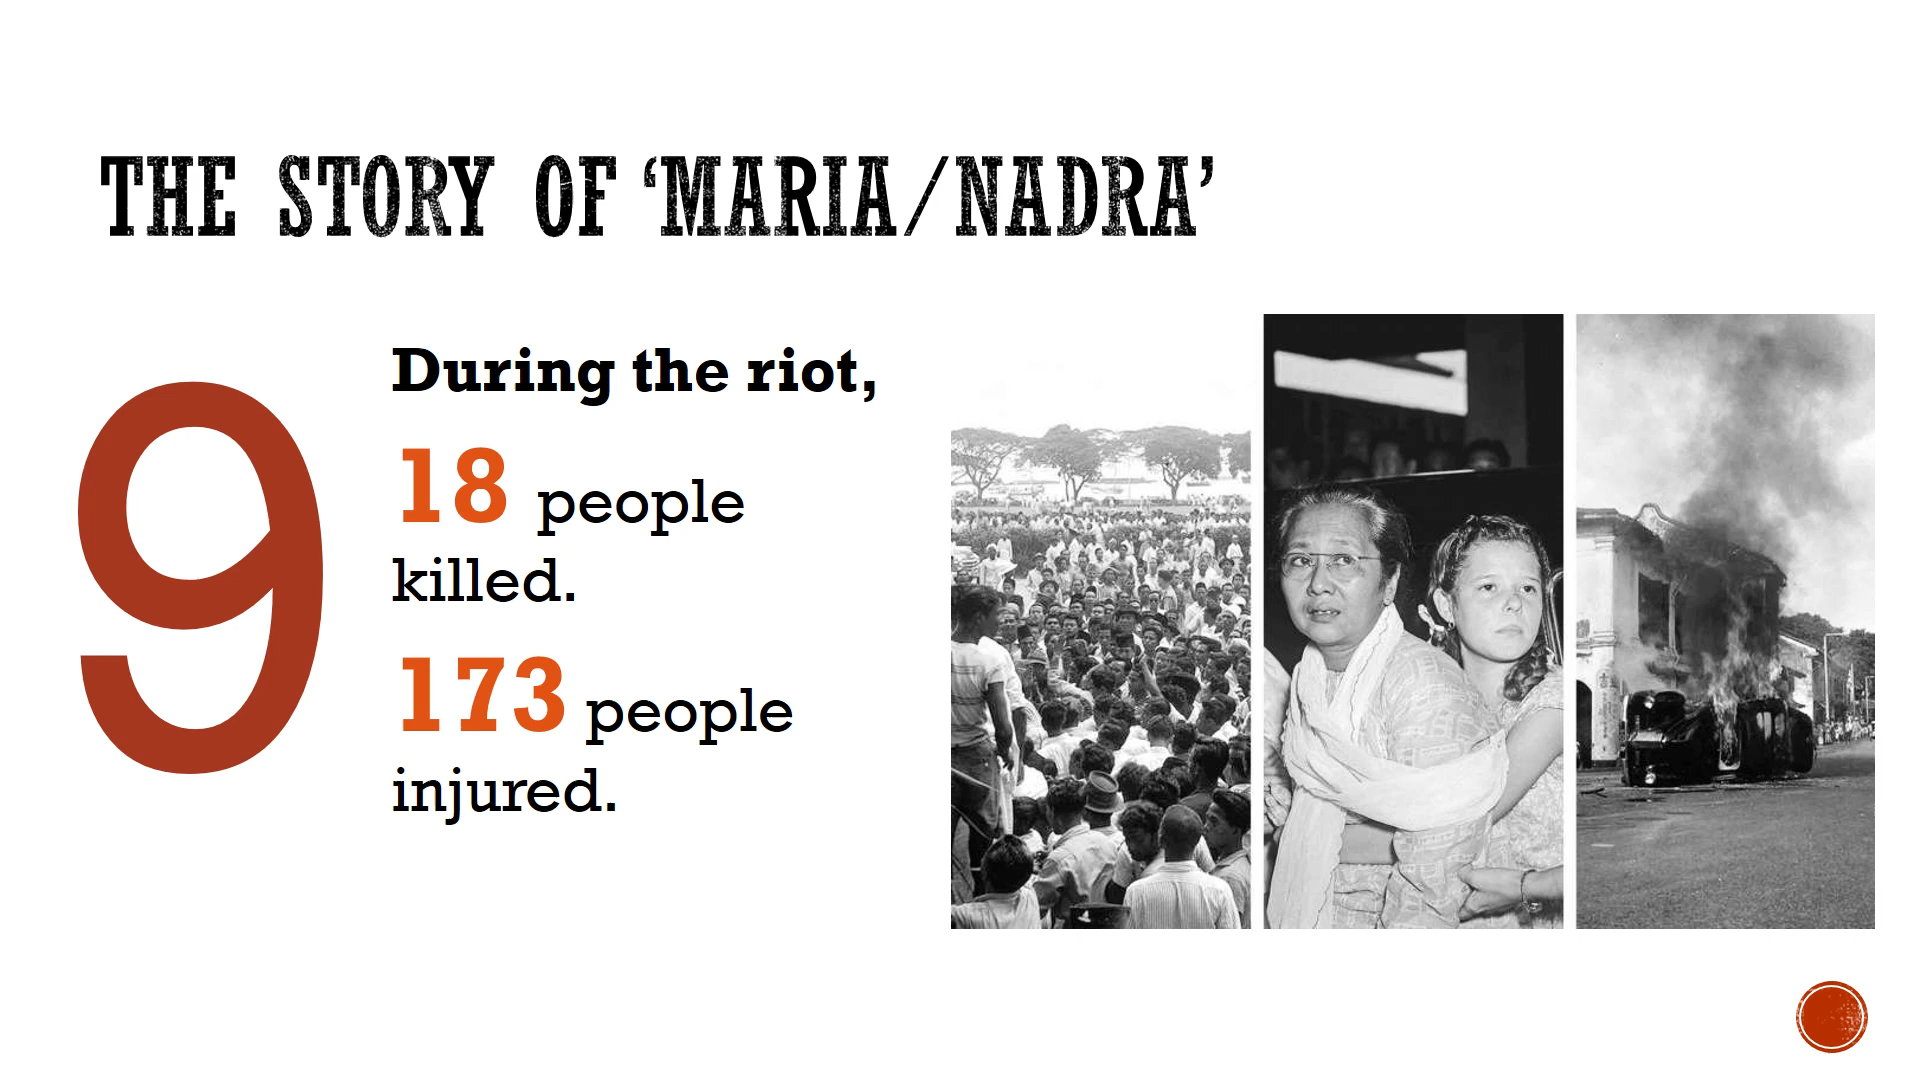 THE STORY OF ‘MARIA/NADRA’
9
During the riot,
18 people
killed.
173 people
injured.